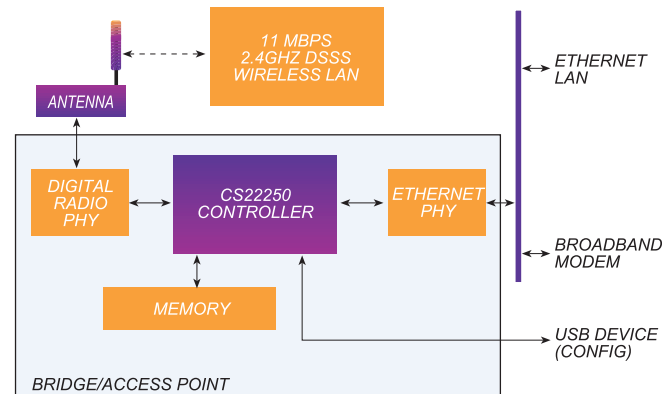 11 MBPS
2.4GHZ DSSS
WIRELESS LAN
ETHERNET
LAN
ANTENNA
DIGITAL
RADIO
PHY
CS22250
CONTROLLER
ETHERNET
PHY
BROADBAND
MODEM
MEMORY
USB DEVICE
(CONFIG)
BRIDGE/ACCESS POINT